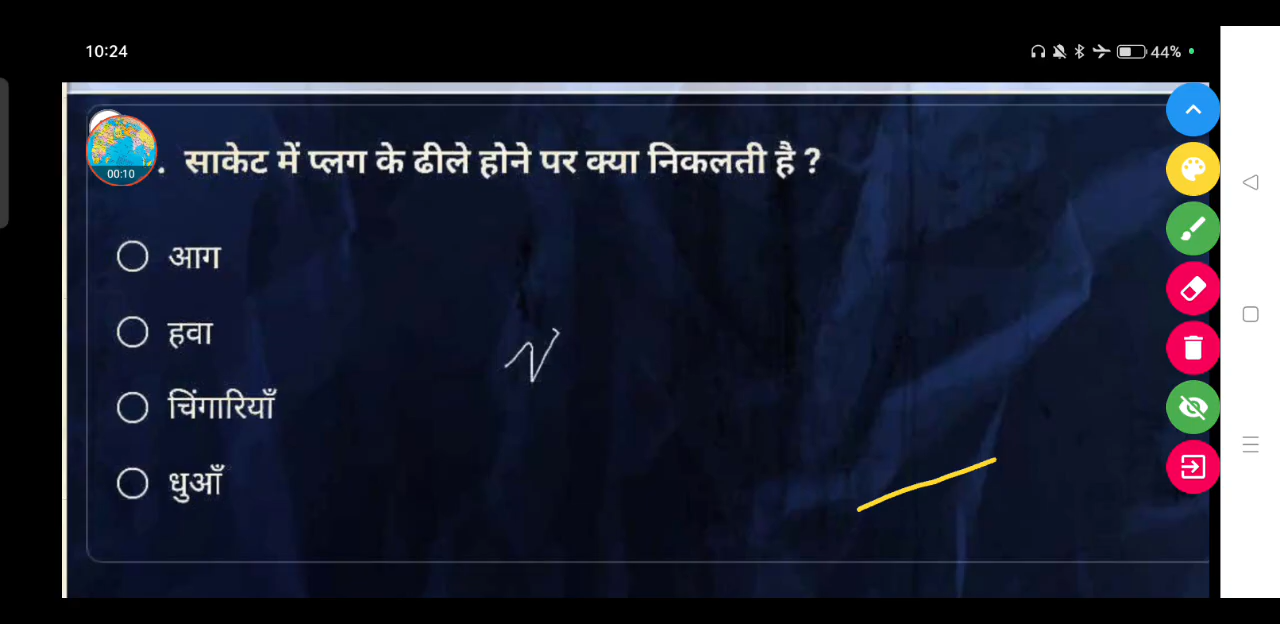 10:24
44%
00:10
. साकेट में प्लग के ढीले होने पर क्या निकलती है ?
आग
हवा
चिंगारियाँ
धुआँ
N